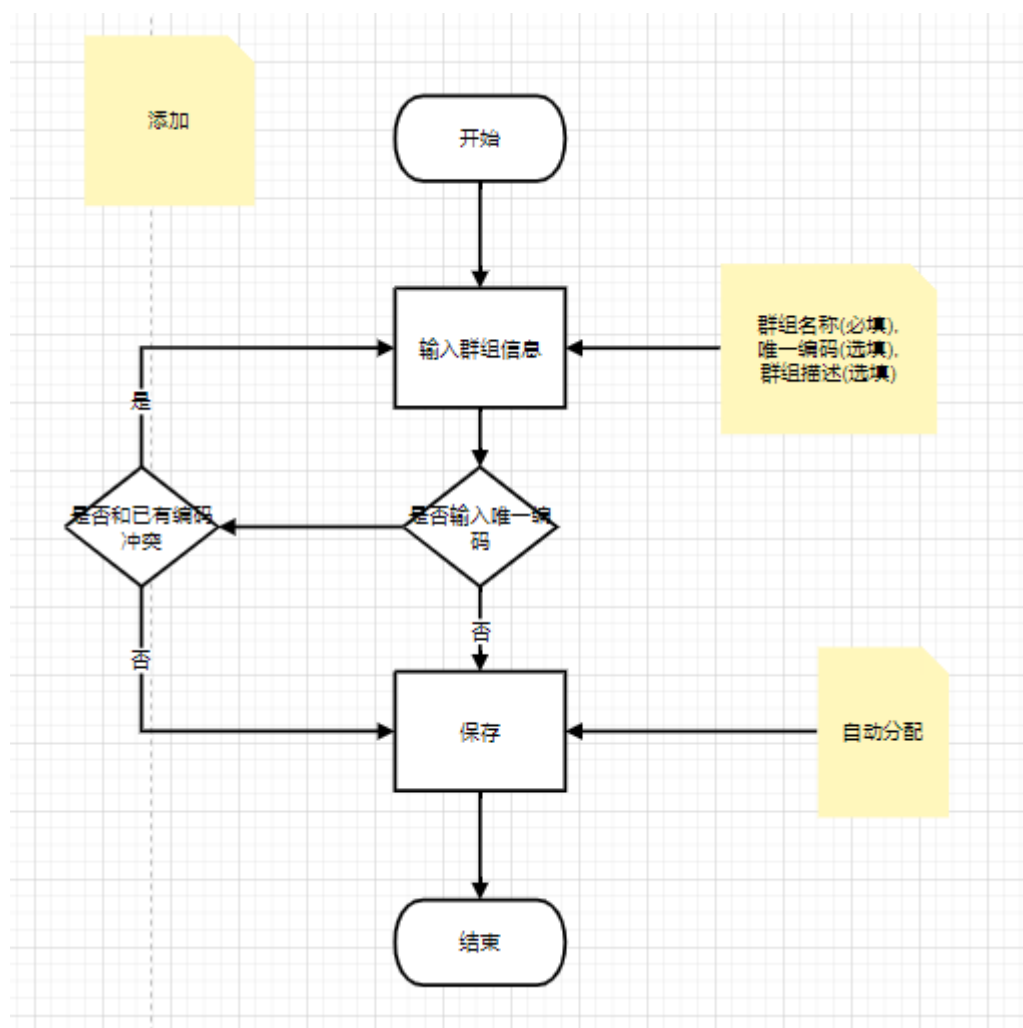 添加
开始
输入群组信息
群组名称(必填),
唯一编码(选填),
群组描述(选填)
是
是否和已有编码
冲突
是否输入唯一编
码
否
否
保存
自动分配
结束